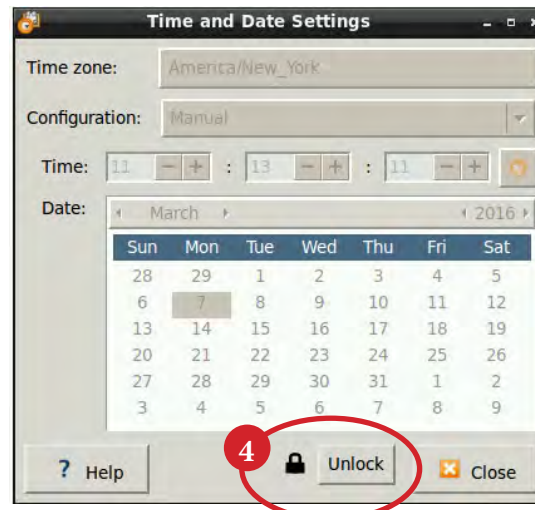 Time and Date Settings
Time zone: America/New_York
Configuration: Manual
Time: 11 - + : 13 - + : 11 - +
Date: March 2016
Sun Mon Tue Wed Thu Fri Sat
28 29 1 2 3 4 5
6 7 8 9 10 11 12
13 14 15 16 17 18 19
20 21 22 23 24 25 26
27 28 29 30 31 1 2
3 4 5 6 7 8 9
? Help 4 Unlock Close